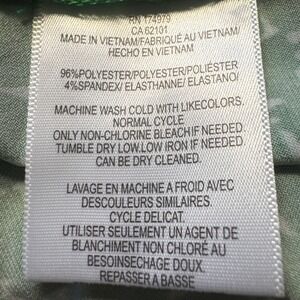 RN 174979
CA 62101
MADE IN VIETNAM/FABRIQUÉ AU VIETNAM/
HECHO EN VIETNAM
96%POLYESTER/POLYESTER/POLIÉSTER
4%SPANDEX/ ELASTHANNE/ ELASTANO/
MACHINE WASH COLD WITH LIKECOLORS.
NORMAL CYCLE
ONLY NON-CHLORINE BLEACH IF NEEDED.
TUMBLE DRY LOW.LOW IRON IF NEEDED.
CAN BE DRY CLEANED.
LAVAGE EN MACHINE A FROID AVEC
DESCOULEURS SIMILAIRES.
CYCLE DELICAT.
UTILISER SEULEMENT UN AGENT DE
BLANCHIMENT NON CHLORÉ AU
BESOINSECHAGE DOUX.
REPASSER A BASSE